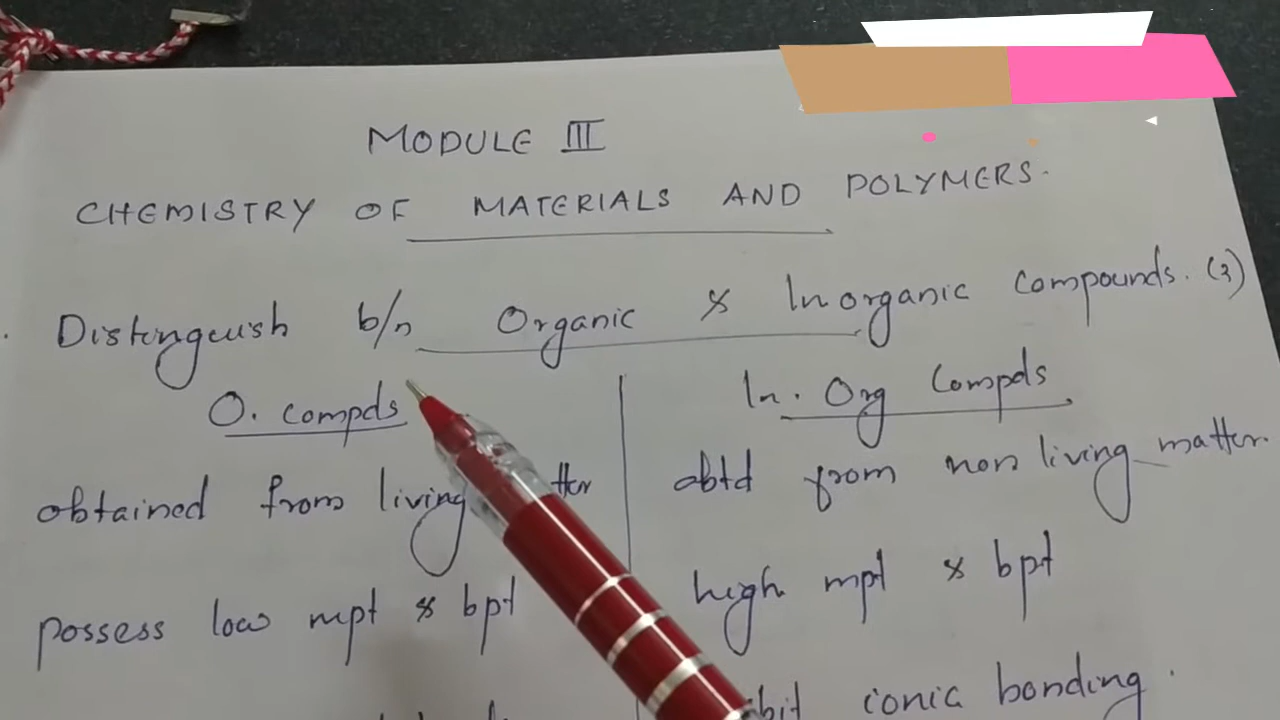 MODULE III
CHEMISTRY OF MATERIALS AND POLYMERS.
Distinguish b/n Organic & Inorganic compounds. (3)
O. compds
In. Org Compds
obtained from living
abtd from non living matter.
possess low mpt & bpt
high mpt & bpt
ionic bonding.